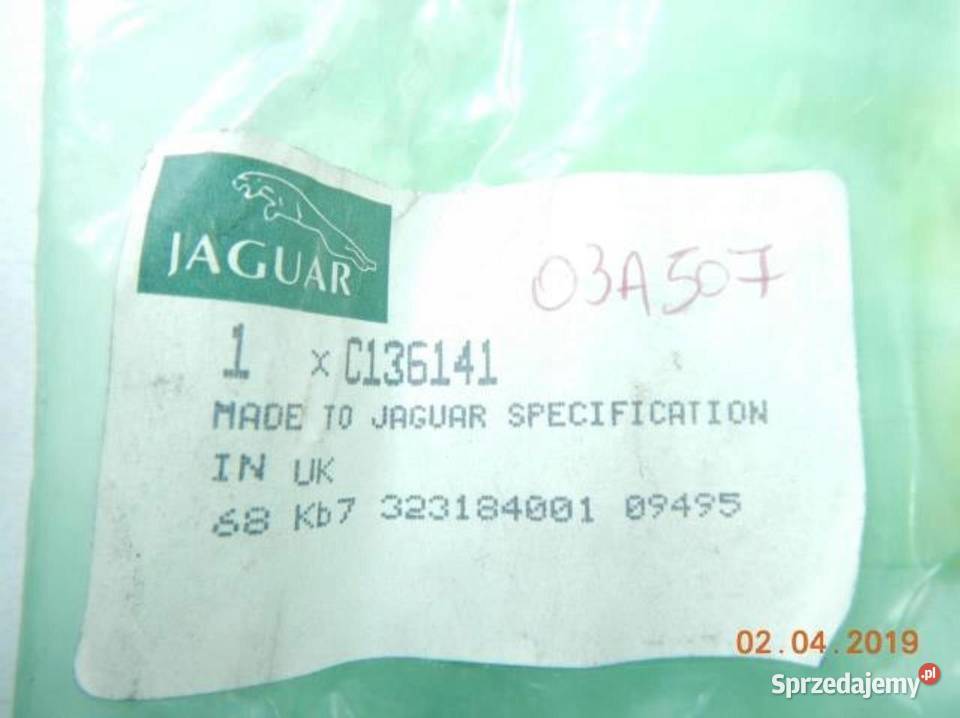 JAGUAR
03A507
1 x C136141
MADE TO JAGUAR SPECIFICATION
IN UK
68 Kb7 323184001 09495
02.04.2019
Sprzedajemy.pl